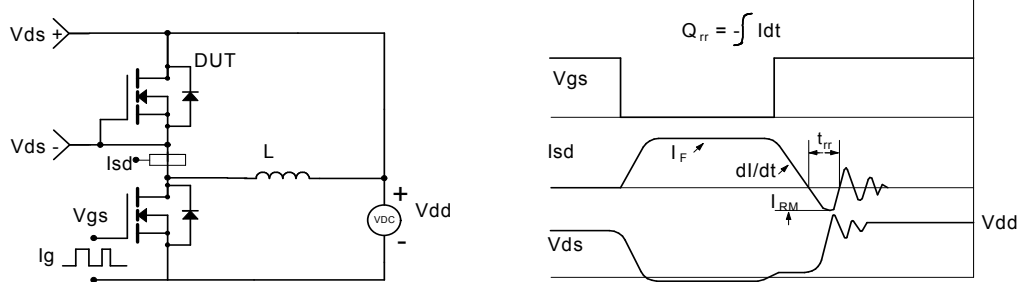 Vds +
DUT
Vds -
Isd
L
Vgs
Ig
+
VDC
-
Vdd
Q rr = -∫ Idt
Vgs
Isd
I F
dI/dt
t rr
I RM
Vds
Vdd